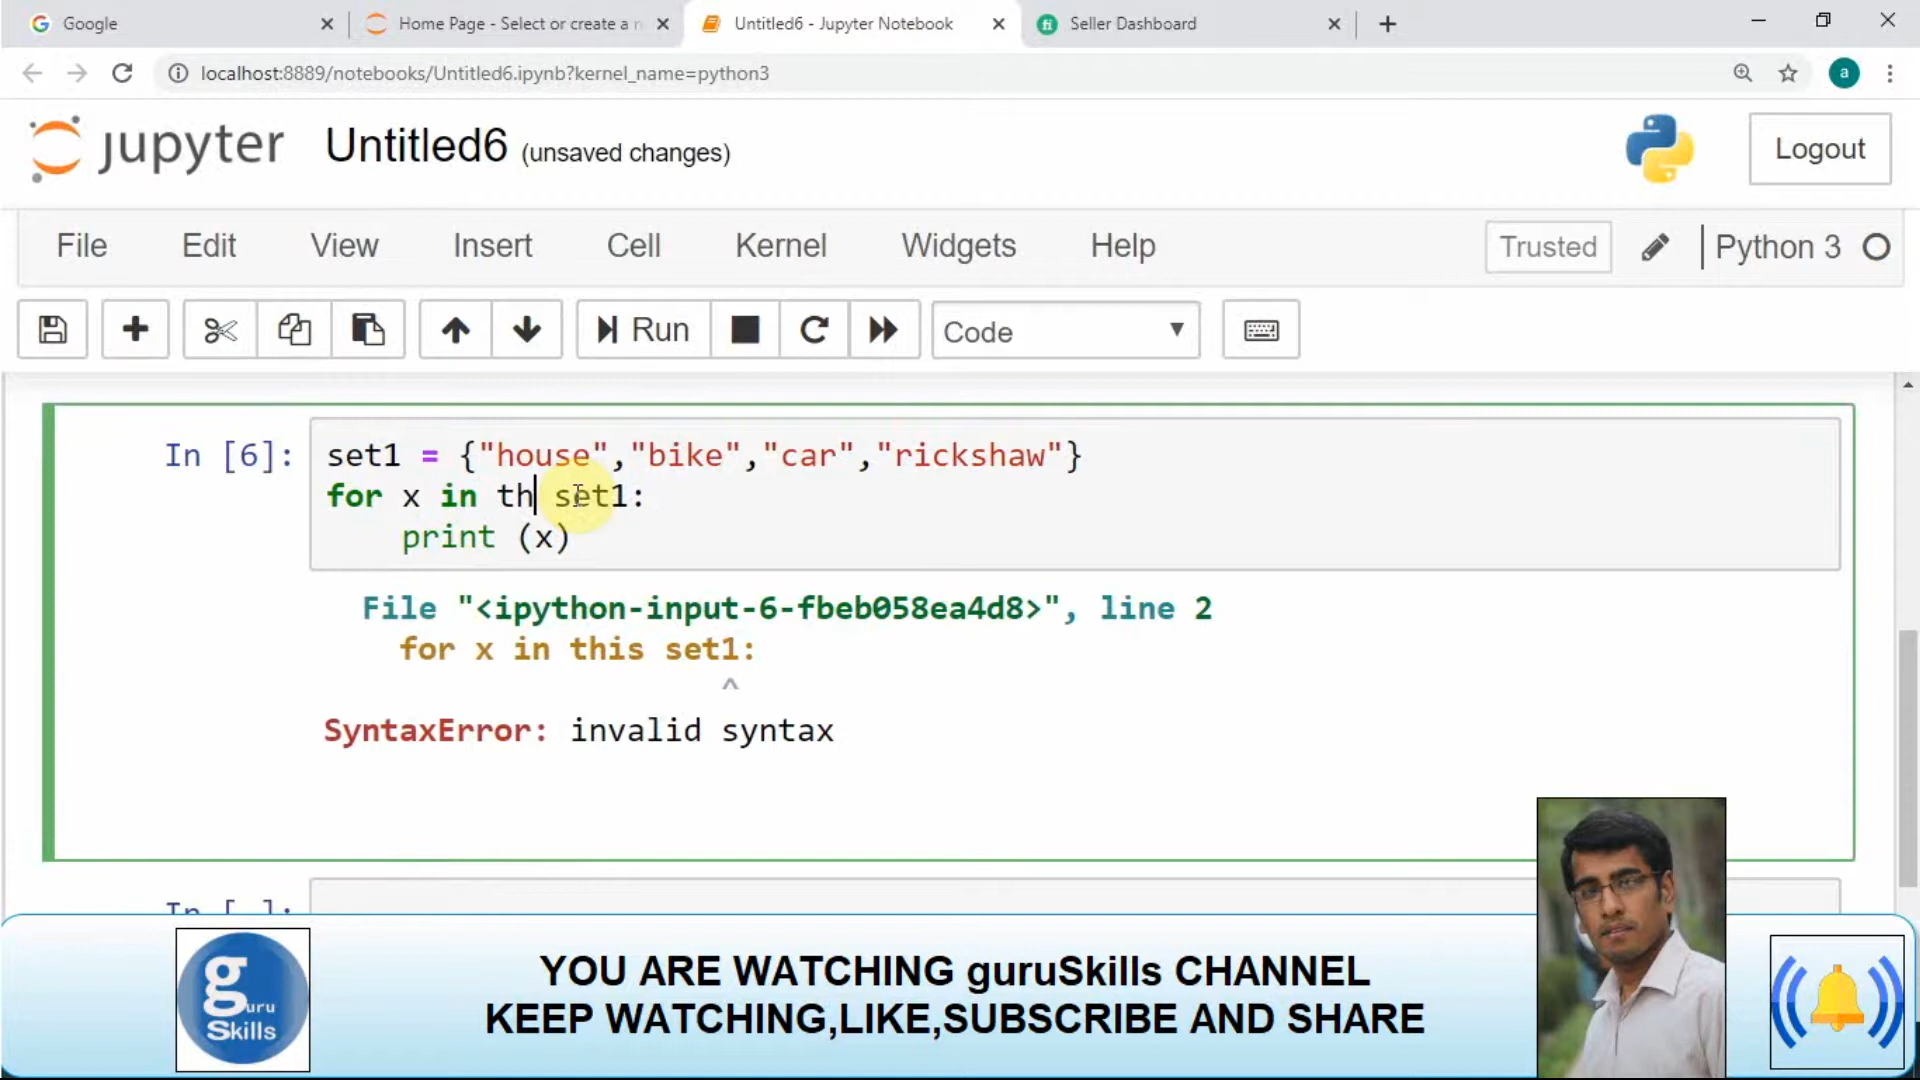 Google
Home Page - Select or create a n
Untitled6 - Jupyter Notebook
Seller Dashboard
localhost:8889/notebooks/Untitled6.ipynb?kernel_name=python3
a
jupyter
Untitled6 (unsaved changes)
Logout
File Edit View Insert Cell Kernel Widgets Help
Trusted
Python 3
Run
Code
In [6]:
set1 = {"house","bike","car","rickshaw"}
for x in th set1:
    print (x)
File "<ipython-input-6-fbeb058ea4d8>", line 2
for x in this set1:
^
SyntaxError: invalid syntax
In [ ]:
guru
Skills
YOU ARE WATCHING guruSkills CHANNEL
KEEP WATCHING,LIKE,SUBSCRIBE AND SHARE